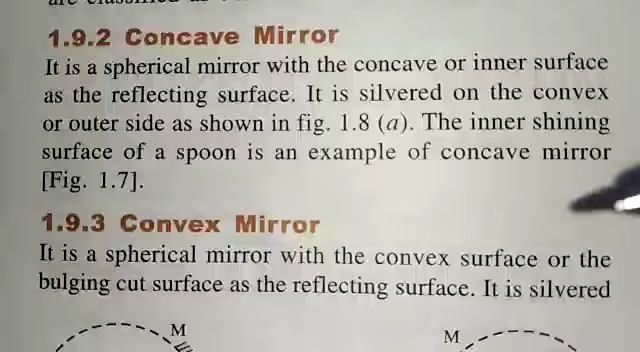 1.9.2 Concave Mirror
It is a spherical mirror with the concave or inner surface
as the reflecting surface. It is silvered on the convex
or outer side as shown in fig. 1.8 (a). The inner shining
surface of a spoon is an example of concave mirror
[Fig. 1.7].
1.9.3 Convex Mirror
It is a spherical mirror with the convex surface or the
bulging cut surface as the reflecting surface. It is silvered
M
M